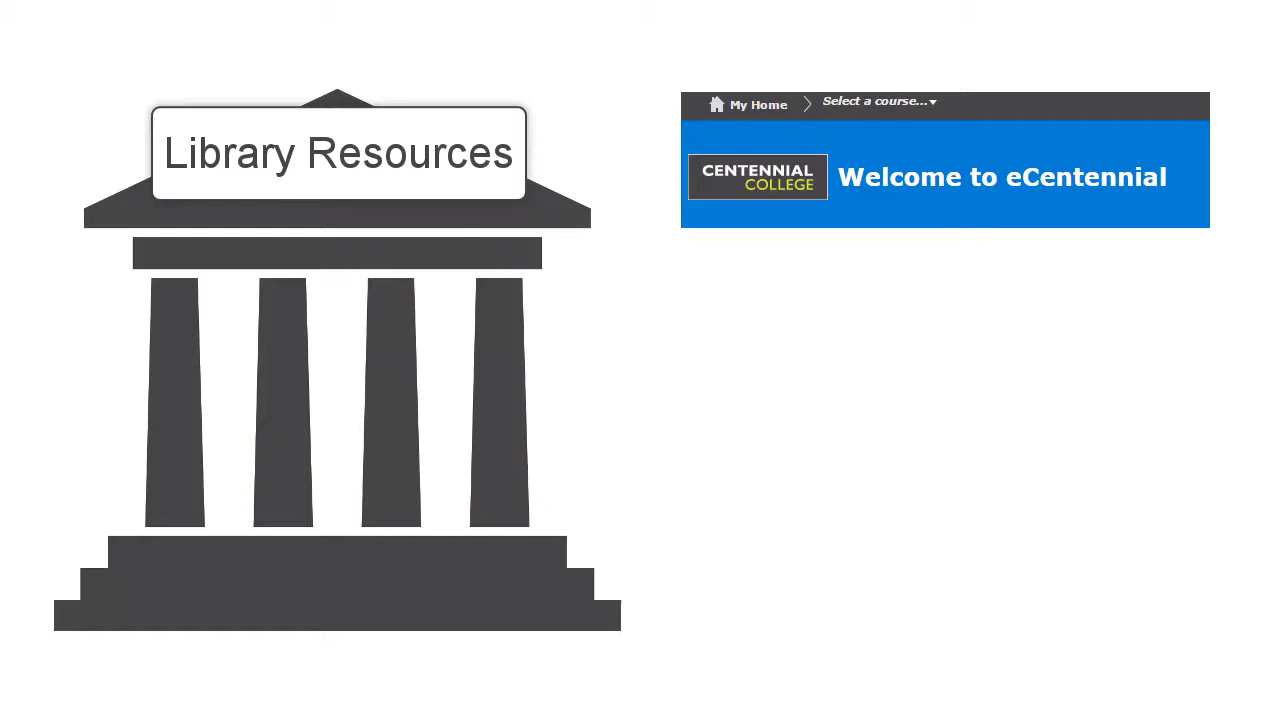 Library Resources
My Home
Select a course...
CENTENNIAL
COLLEGE
Welcome to eCentennial